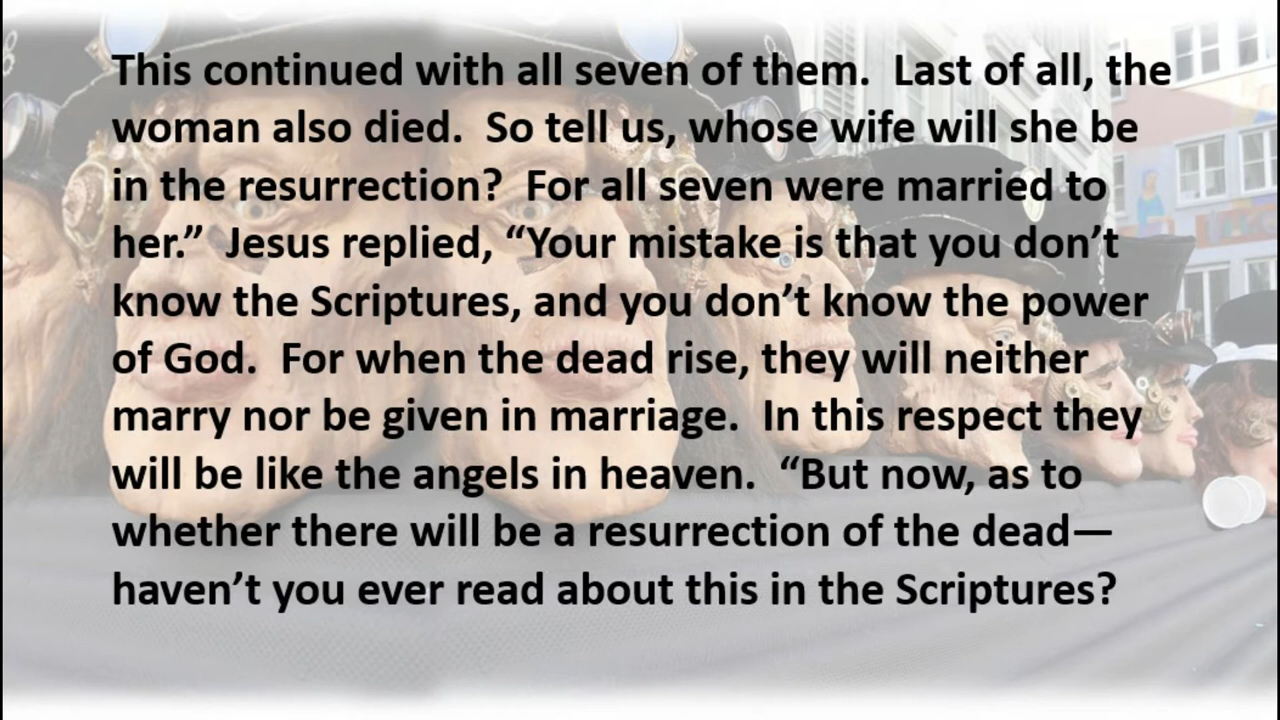 This continued with all seven of them.  Last of all, the
woman also died.  So tell us, whose wife will she be
in the resurrection?  For all seven were married to
her.”  Jesus replied, “Your mistake is that you don’t
know the Scriptures, and you don’t know the power
of God.  For when the dead rise, they will neither
marry nor be given in marriage.  In this respect they
will be like the angels in heaven.  “But now, as to
whether there will be a resurrection of the dead—
haven’t you ever read about this in the Scriptures?